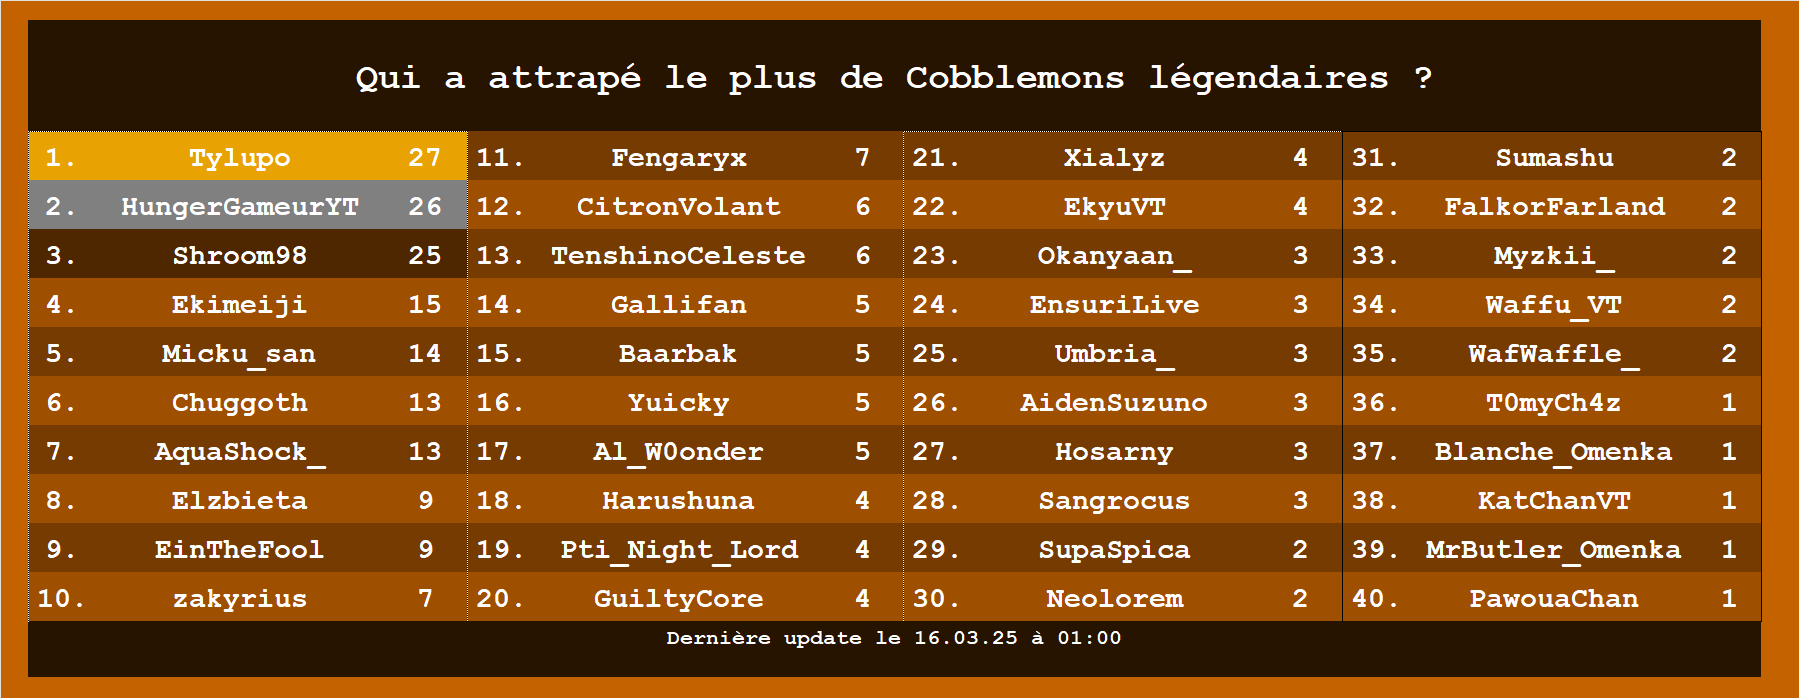 Qui a attrapé le plus de Cobblemons légendaires ?
1. Tylupo 27
2. HungerGameurYT 26
3. Shroom98 25
4. Ekimeiji 15
5. Micku_san 14
6. Chuggoth 13
7. AquaShock_ 13
8. Elzbieta 9
9. EinTheFool 9
10. zakyrius 7
11. Fengaryx 7
12. CitronVolant 6
13. TenshinoCeleste 6
14. Gallifan 5
15. Baarbak 5
16. Yuicky 5
17. Al_W0onder 5
18. Harushuna 4
19. Pti_Night_Lord 4
20. GuiltyCore 4
21. Xialyz 4
22. EkyuVT 4
23. Okanyaan_ 3
24. EnsuriLive 3
25. Umbria_ 3
26. AidenSuzuno 3
27. Hosarny 3
28. Sangrocus 3
29. SupaSpica 2
30. Neolorem 2
31. Sumashu 2
32. FalkorFarland 2
33. Myzkii_ 2
34. Waffu_VT 2
35. WafWaffle_ 2
36. T0myCh4z 1
37. Blanche_Omenka 1
38. KatChanVT 1
39. MrButler_Omenka 1
40. PawouaChan 1
Dernière update le 16.03.25 à 01:00